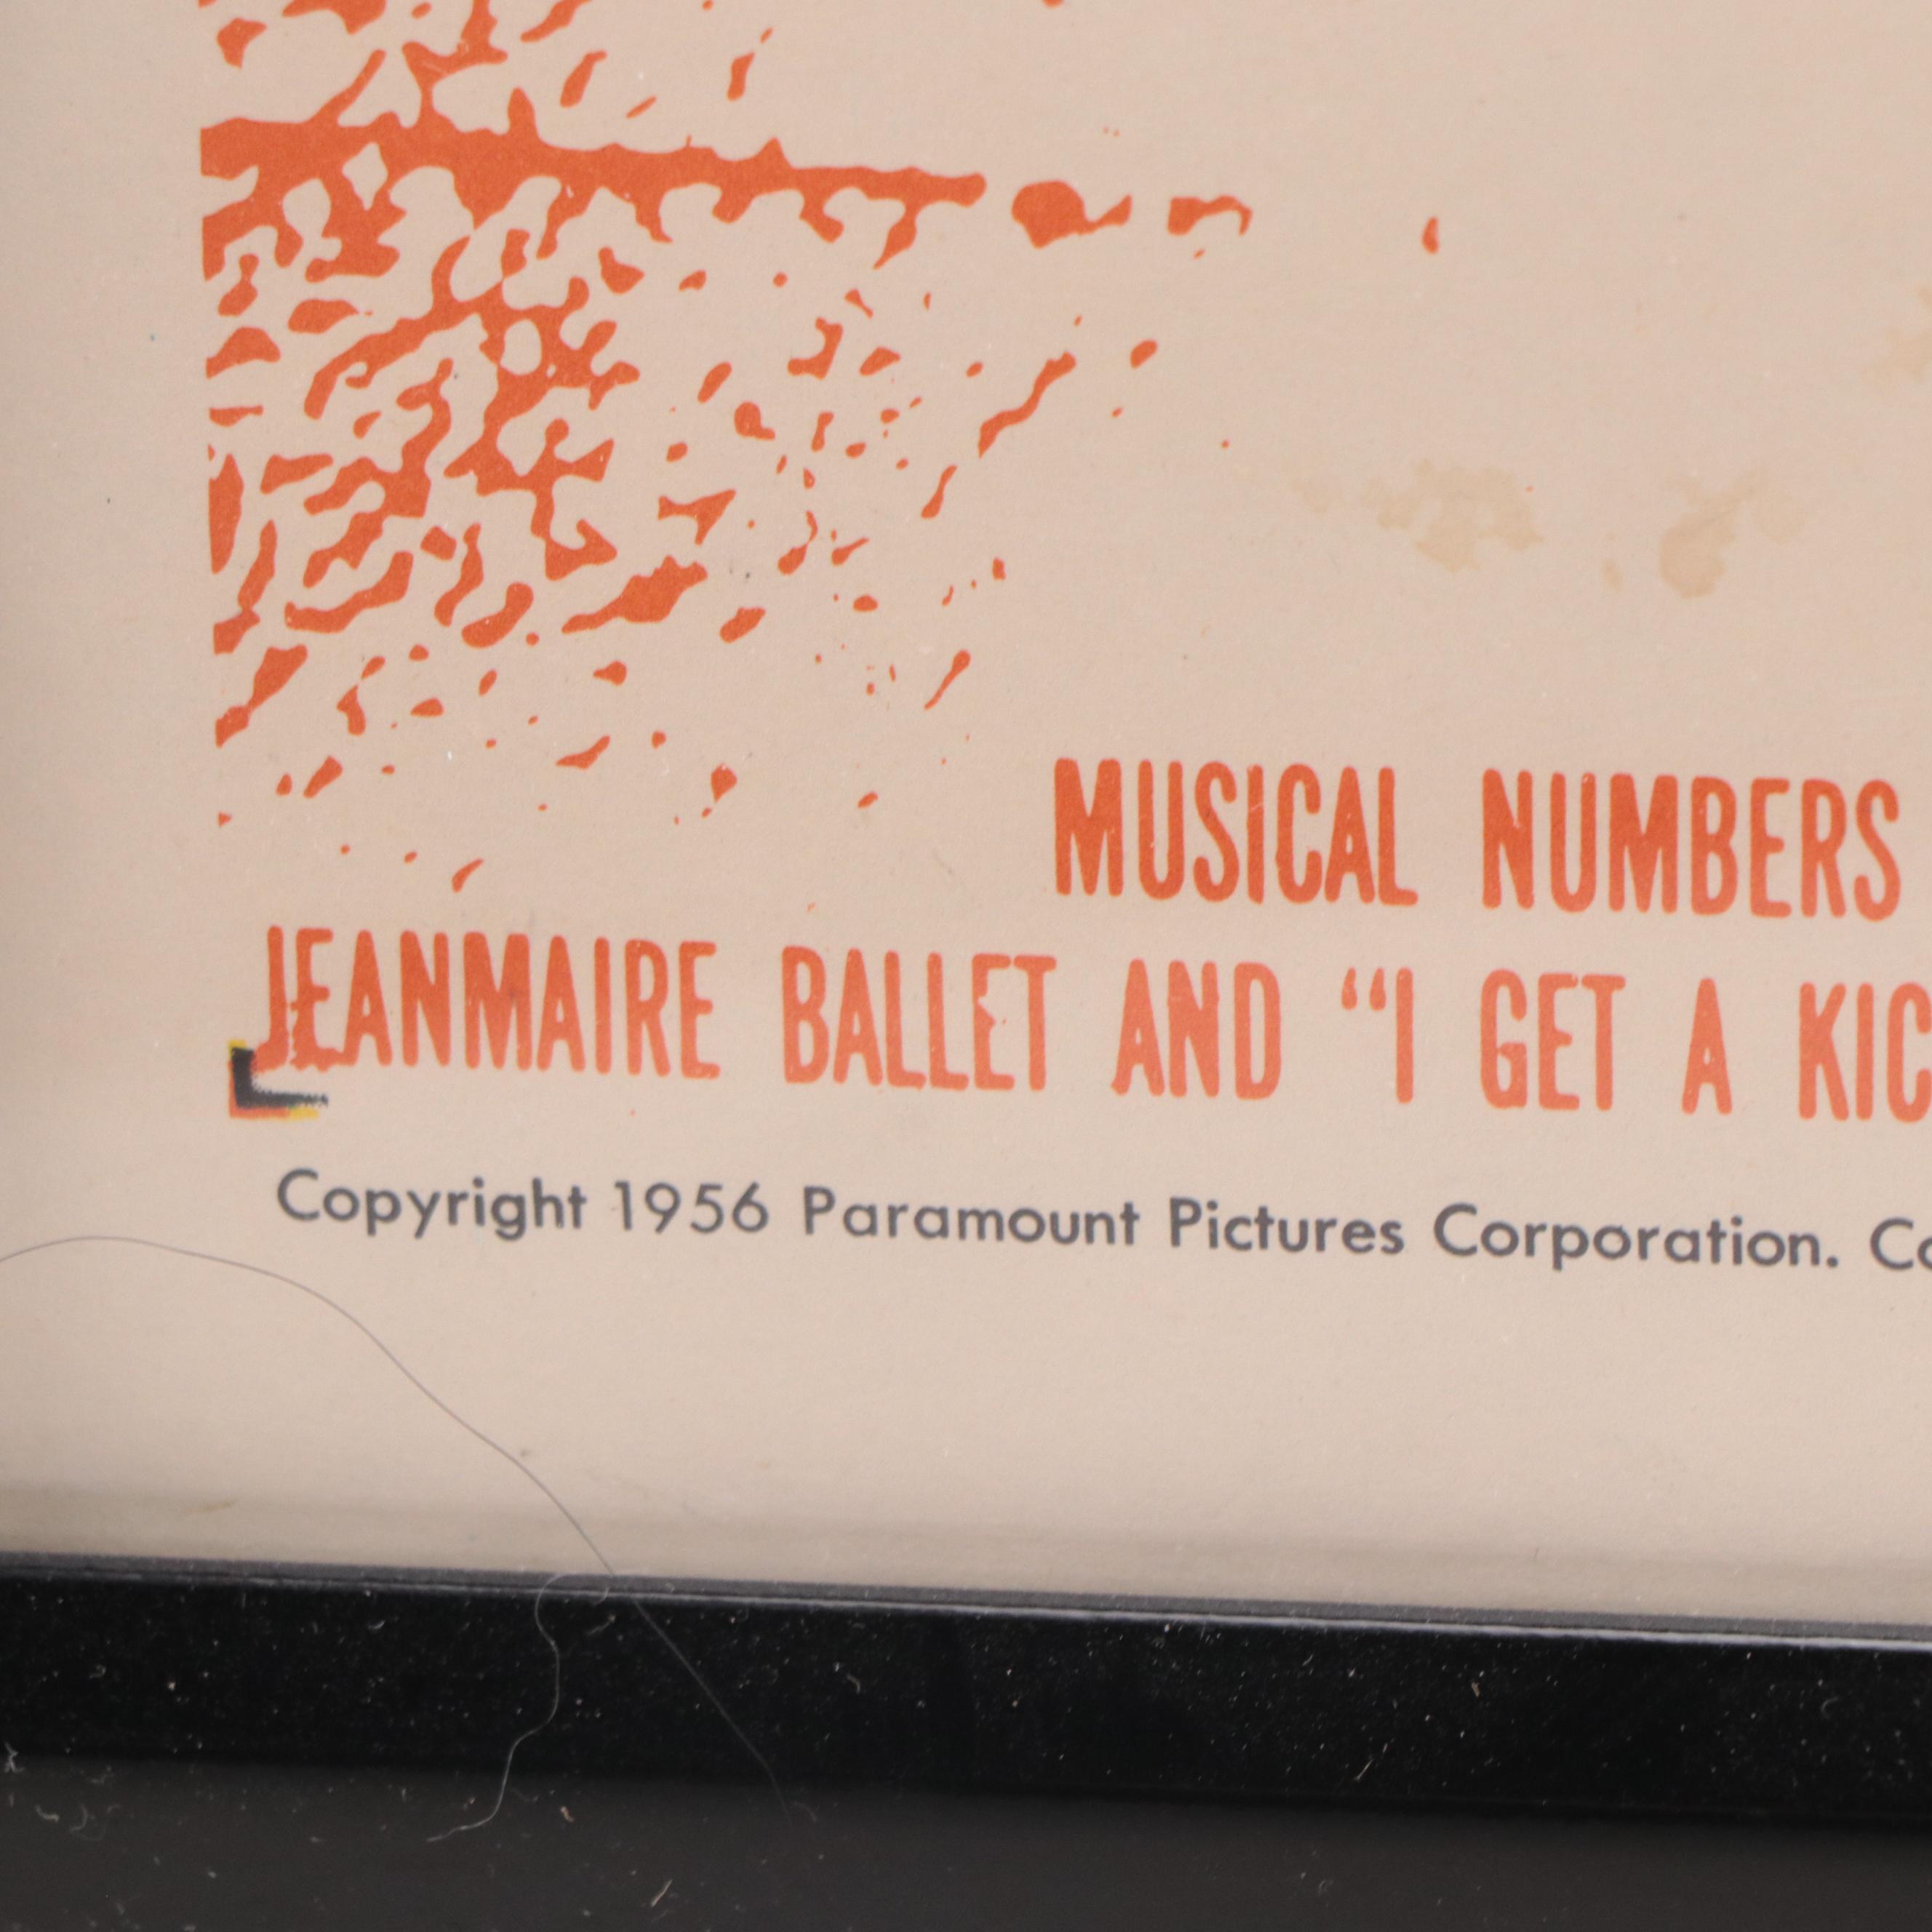 MUSICAL NUMBERS
JEANMAIRE BALLET AND “I GET A KIC
Copyright 1956 Paramount Pictures Corporation. Co